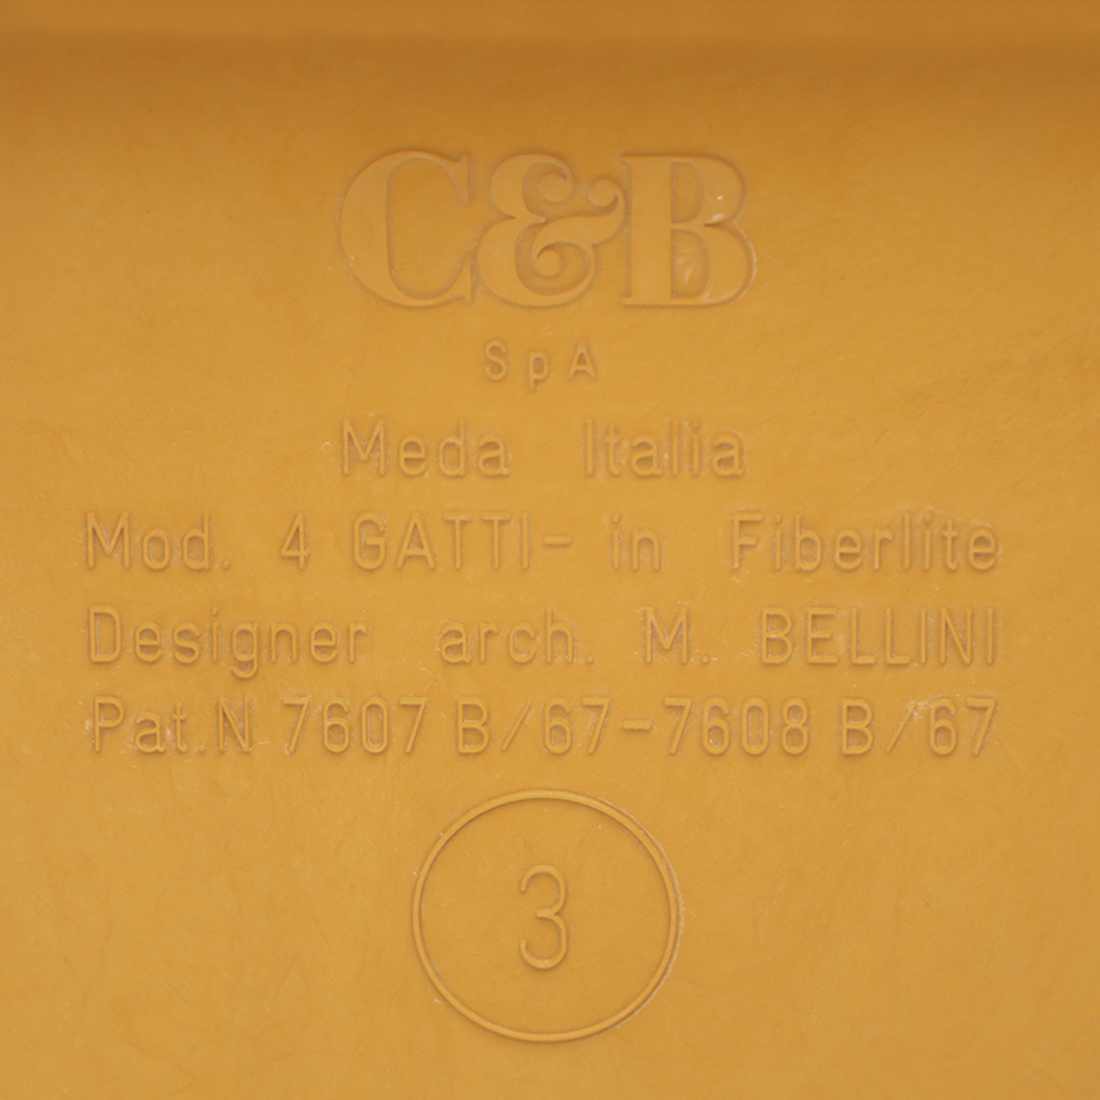 C&B
SpA
Meda Italia
Mod. 4 GATTI- in Fiberlite
Designer arch. M. BELLINI
Pat.N 7607 B/67-7608 B/67
3